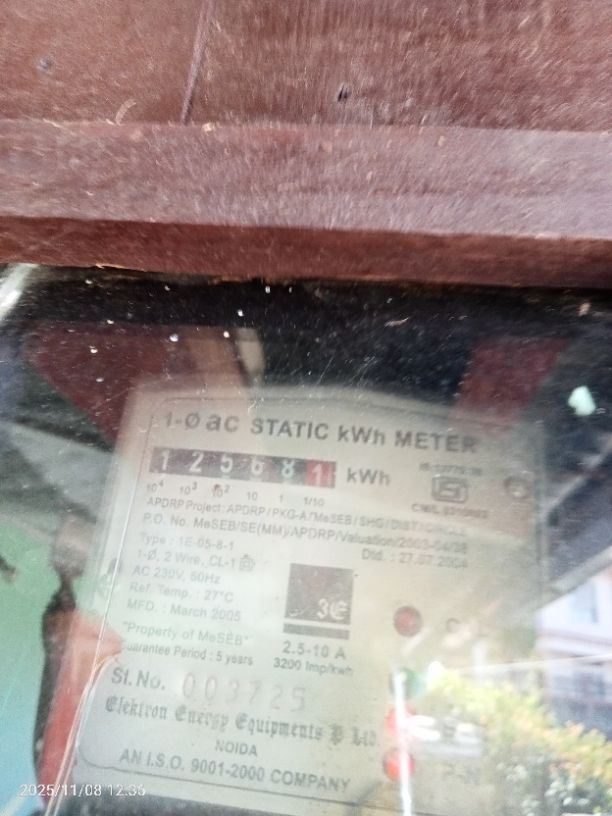 1-Ø ac STATIC kWh METER
1 2 5 6 8 1 kWh
10⁴ 10³ 10² 10 1 1/10
APDRP Project: APDRP / PKG-A/ MeSEB / SHG/DIST/
P.O. No. MeSEB/SE(MM)/APDRP/Valuation/2003-04/
Dtd. : 27.07.2004
Type : 1E-05-8-1
1-Ø, 2 Wire, CL-1
AC 230V, 50Hz
Ref. Temp. : 27°C
MFD. : March 2005
3E
"Property of MeSEB"
Guarantee Period : 5 years
2.5-10 A
3200 Imp/kwh
Sl. No. 003725
Elektron Energy Equipments P Ltd.
NOIDA
AN I.S.O. 9001-2000 COMPANY
2025/11/08 12:36